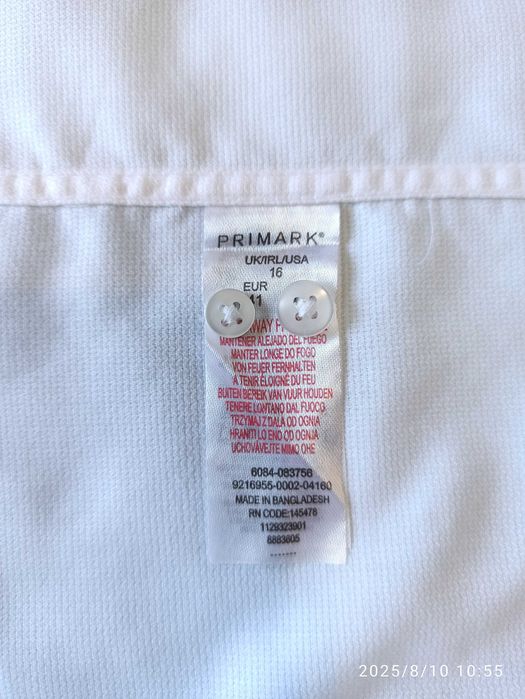 PRIMARK®
UK/IRL/USA
16
EUR
41
MANTENER ALEJADO DEL FUEGO
MANTER LONGE DO FOGO
VON FEUER FERNHALTEN
A TENIR ÉLOIGNÉ DU FEU
BUITEN BEREIK VAN VUUR HOUDEN
TENERE LONTANO DAL FUOCO
TRZYMAJ Z DALA OD OGNIA
HRANITI LO ENO OD OGNJA
UCHOVÁVEJTE MIMO OHE
6084-083756
9216955-0002-04160
MADE IN BANGLADESH
RN CODE:145478
1129323901
6883605
2025/8/10 10:55